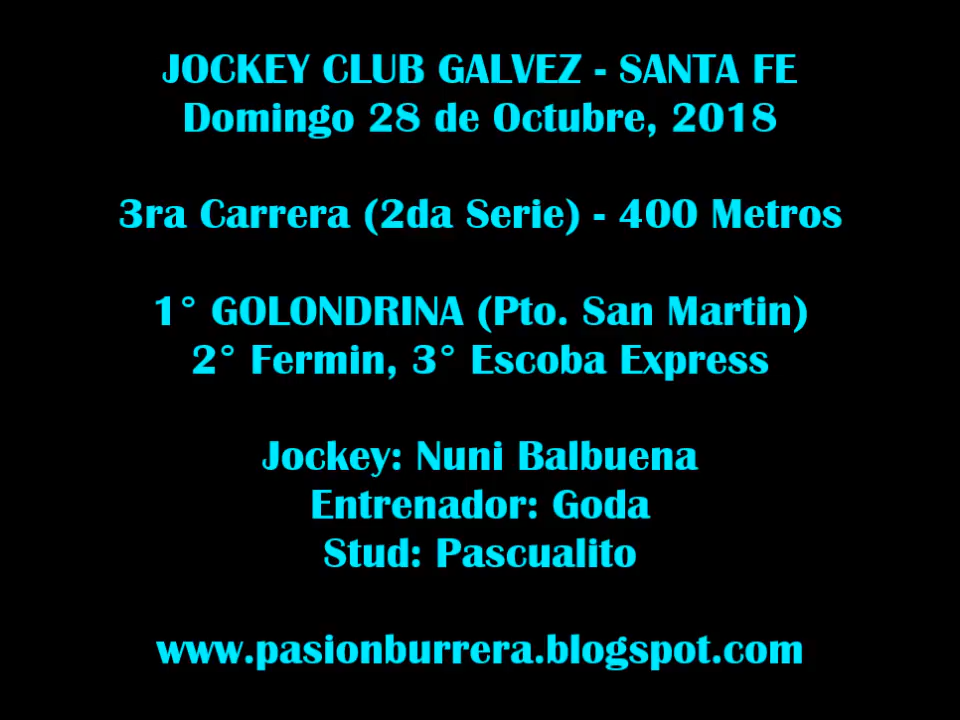 JOCKEY CLUB GALVEZ - SANTA FE
Domingo 28 de Octubre, 2018
3ra Carrera (2da Serie) - 400 Metros
1° GOLONDRINA (Pto. San Martin)
2° Fermin, 3° Escoba Express
Jockey: Nuni Balbuena
Entrenador: Goda
Stud: Pascualito
www.pasionburrera.blogspot.com